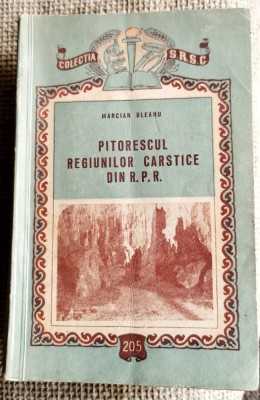 COLECȚIA S.R.S.C.
MARCIAN BLEAHU
PITORESCUL
REGIUNILOR CARSTICE
DIN R.P.R.
205